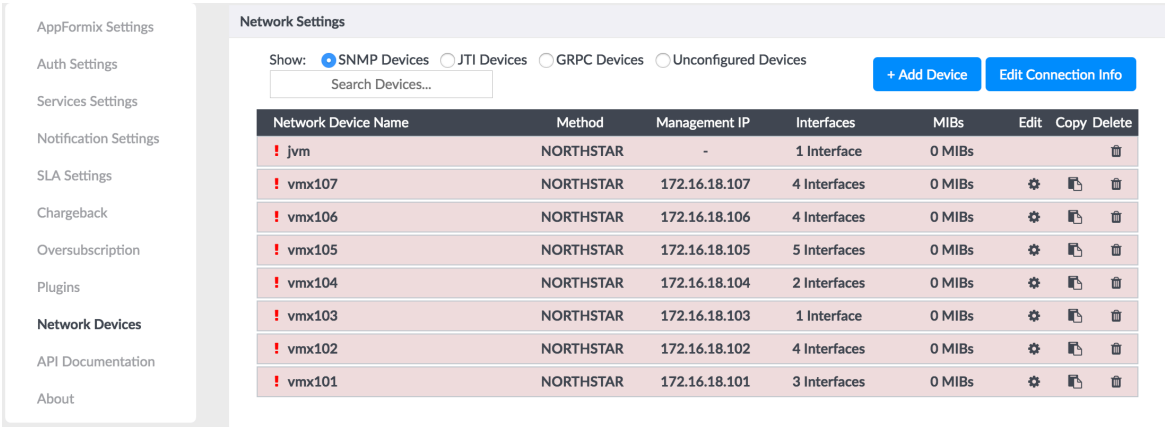 AppFormix Settings
Auth Settings
Services Settings
Notification Settings
SLA Settings
Chargeback
Oversubscription
Plugins
Network Devices
API Documentation
About
Network Settings
Show: SNMP Devices JTI Devices GRPC Devices Unconfigured Devices
Search Devices...
+ Add Device Edit Connection Info
Network Device Name Method Management IP Interfaces MIBs Edit Copy Delete
! jvm NORTHSTAR - 1 Interface 0 MIBs
! vmx107 NORTHSTAR 172.16.18.107 4 Interfaces 0 MIBs
! vmx106 NORTHSTAR 172.16.18.106 4 Interfaces 0 MIBs
! vmx105 NORTHSTAR 172.16.18.105 5 Interfaces 0 MIBs
! vmx104 NORTHSTAR 172.16.18.104 2 Interfaces 0 MIBs
! vmx103 NORTHSTAR 172.16.18.103 1 Interface 0 MIBs
! vmx102 NORTHSTAR 172.16.18.102 4 Interfaces 0 MIBs
! vmx101 NORTHSTAR 172.16.18.101 3 Interfaces 0 MIBs